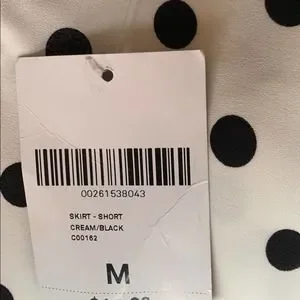 00261538043
SKIRT - SHORT
CREAM/BLACK
C00162
M